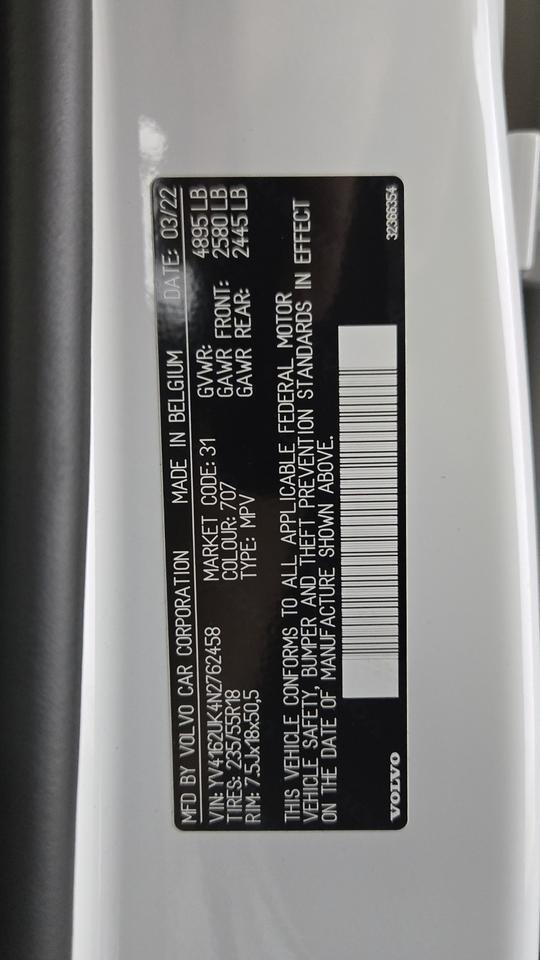 MFD BY VOLVO CAR CORPORATION MADE IN BELGIUM DATE: 03/22
VIN: YV4162UK4N2762458 MARKET CODE: 31 GVWR: 4895 LB
TIRES: 235/55R18 COLOUR: 707 GAWR FRONT: 2580 LB
RIM: 7.5Jx18x50,5 TYPE: MPV GAWR REAR: 2445 LB
THIS VEHICLE CONFORMS TO ALL APPLICABLE FEDERAL MOTOR
VEHICLE SAFETY, BUMPER AND THEFT PREVENTION STANDARDS IN EFFECT
ON THE DATE OF MANUFACTURE SHOWN ABOVE.
VOLVO 32366354